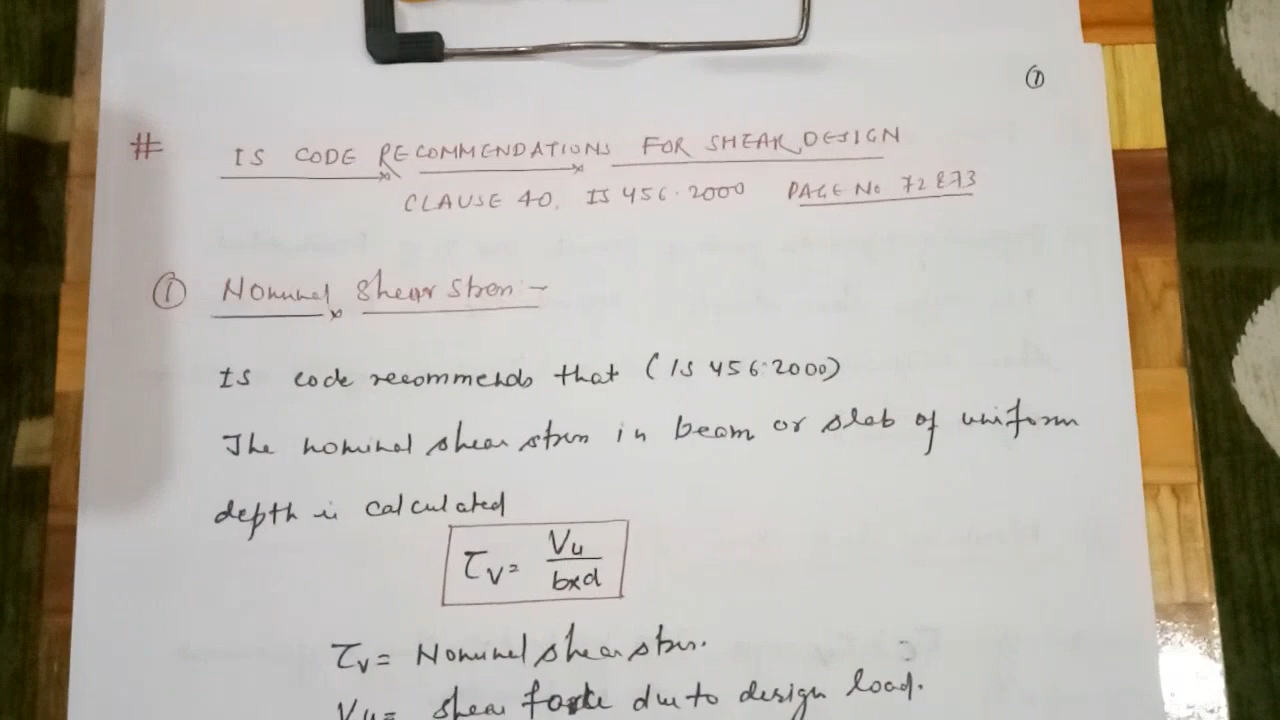 ①
# IS CODE RECOMMENDATIONS FOR SHEAR DESIGN
CLAUSE 40, IS 456.2000 PAGE No 72 & 73
① Nominal Shear Stress:-
IS code recommends that (IS 456:2000)
The nominal shear stress in beam or slab of uniform
depth is calculated
τv = Vu / b×d
τv = Nominal shear stress.
Vu = shear force due to design load.